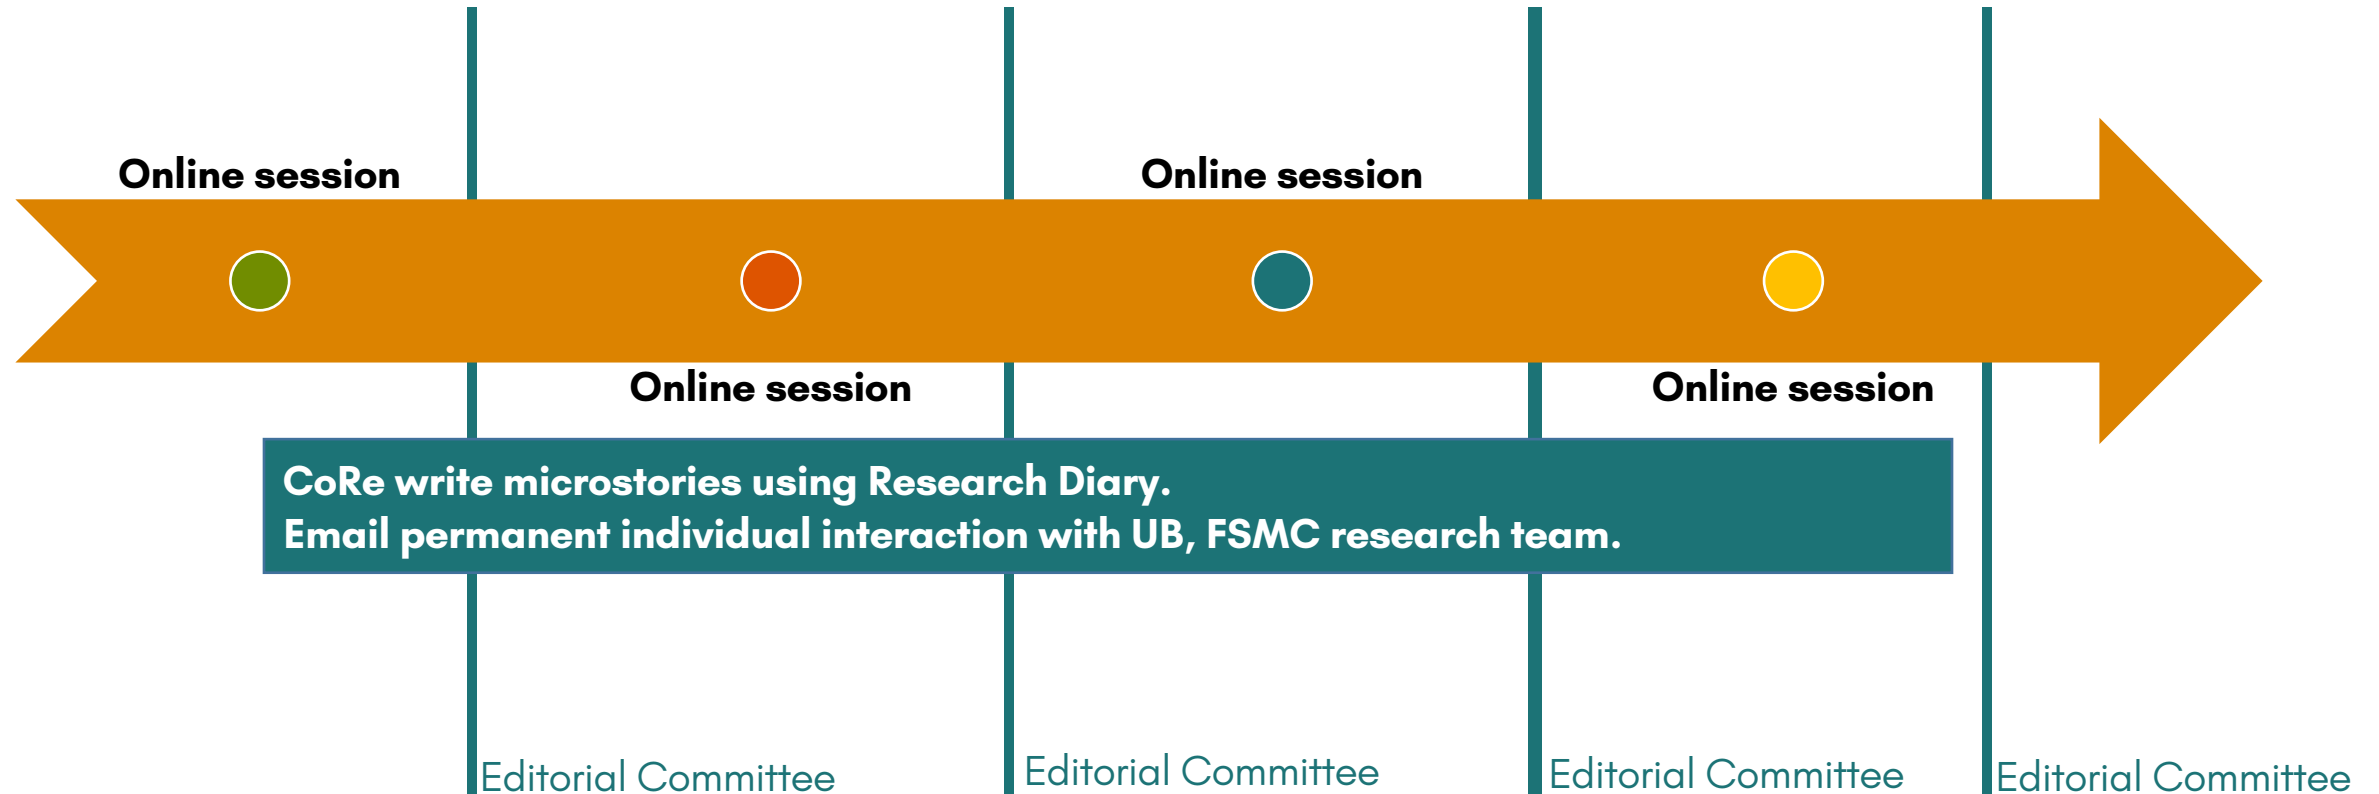 Online session
Online session
Online session
Online session
CoRe write microstories using Research Diary.
Email permanent individual interaction with UB, FSMC research team.
Editorial Committee
Editorial Committee
Editorial Committee
Editorial Committee